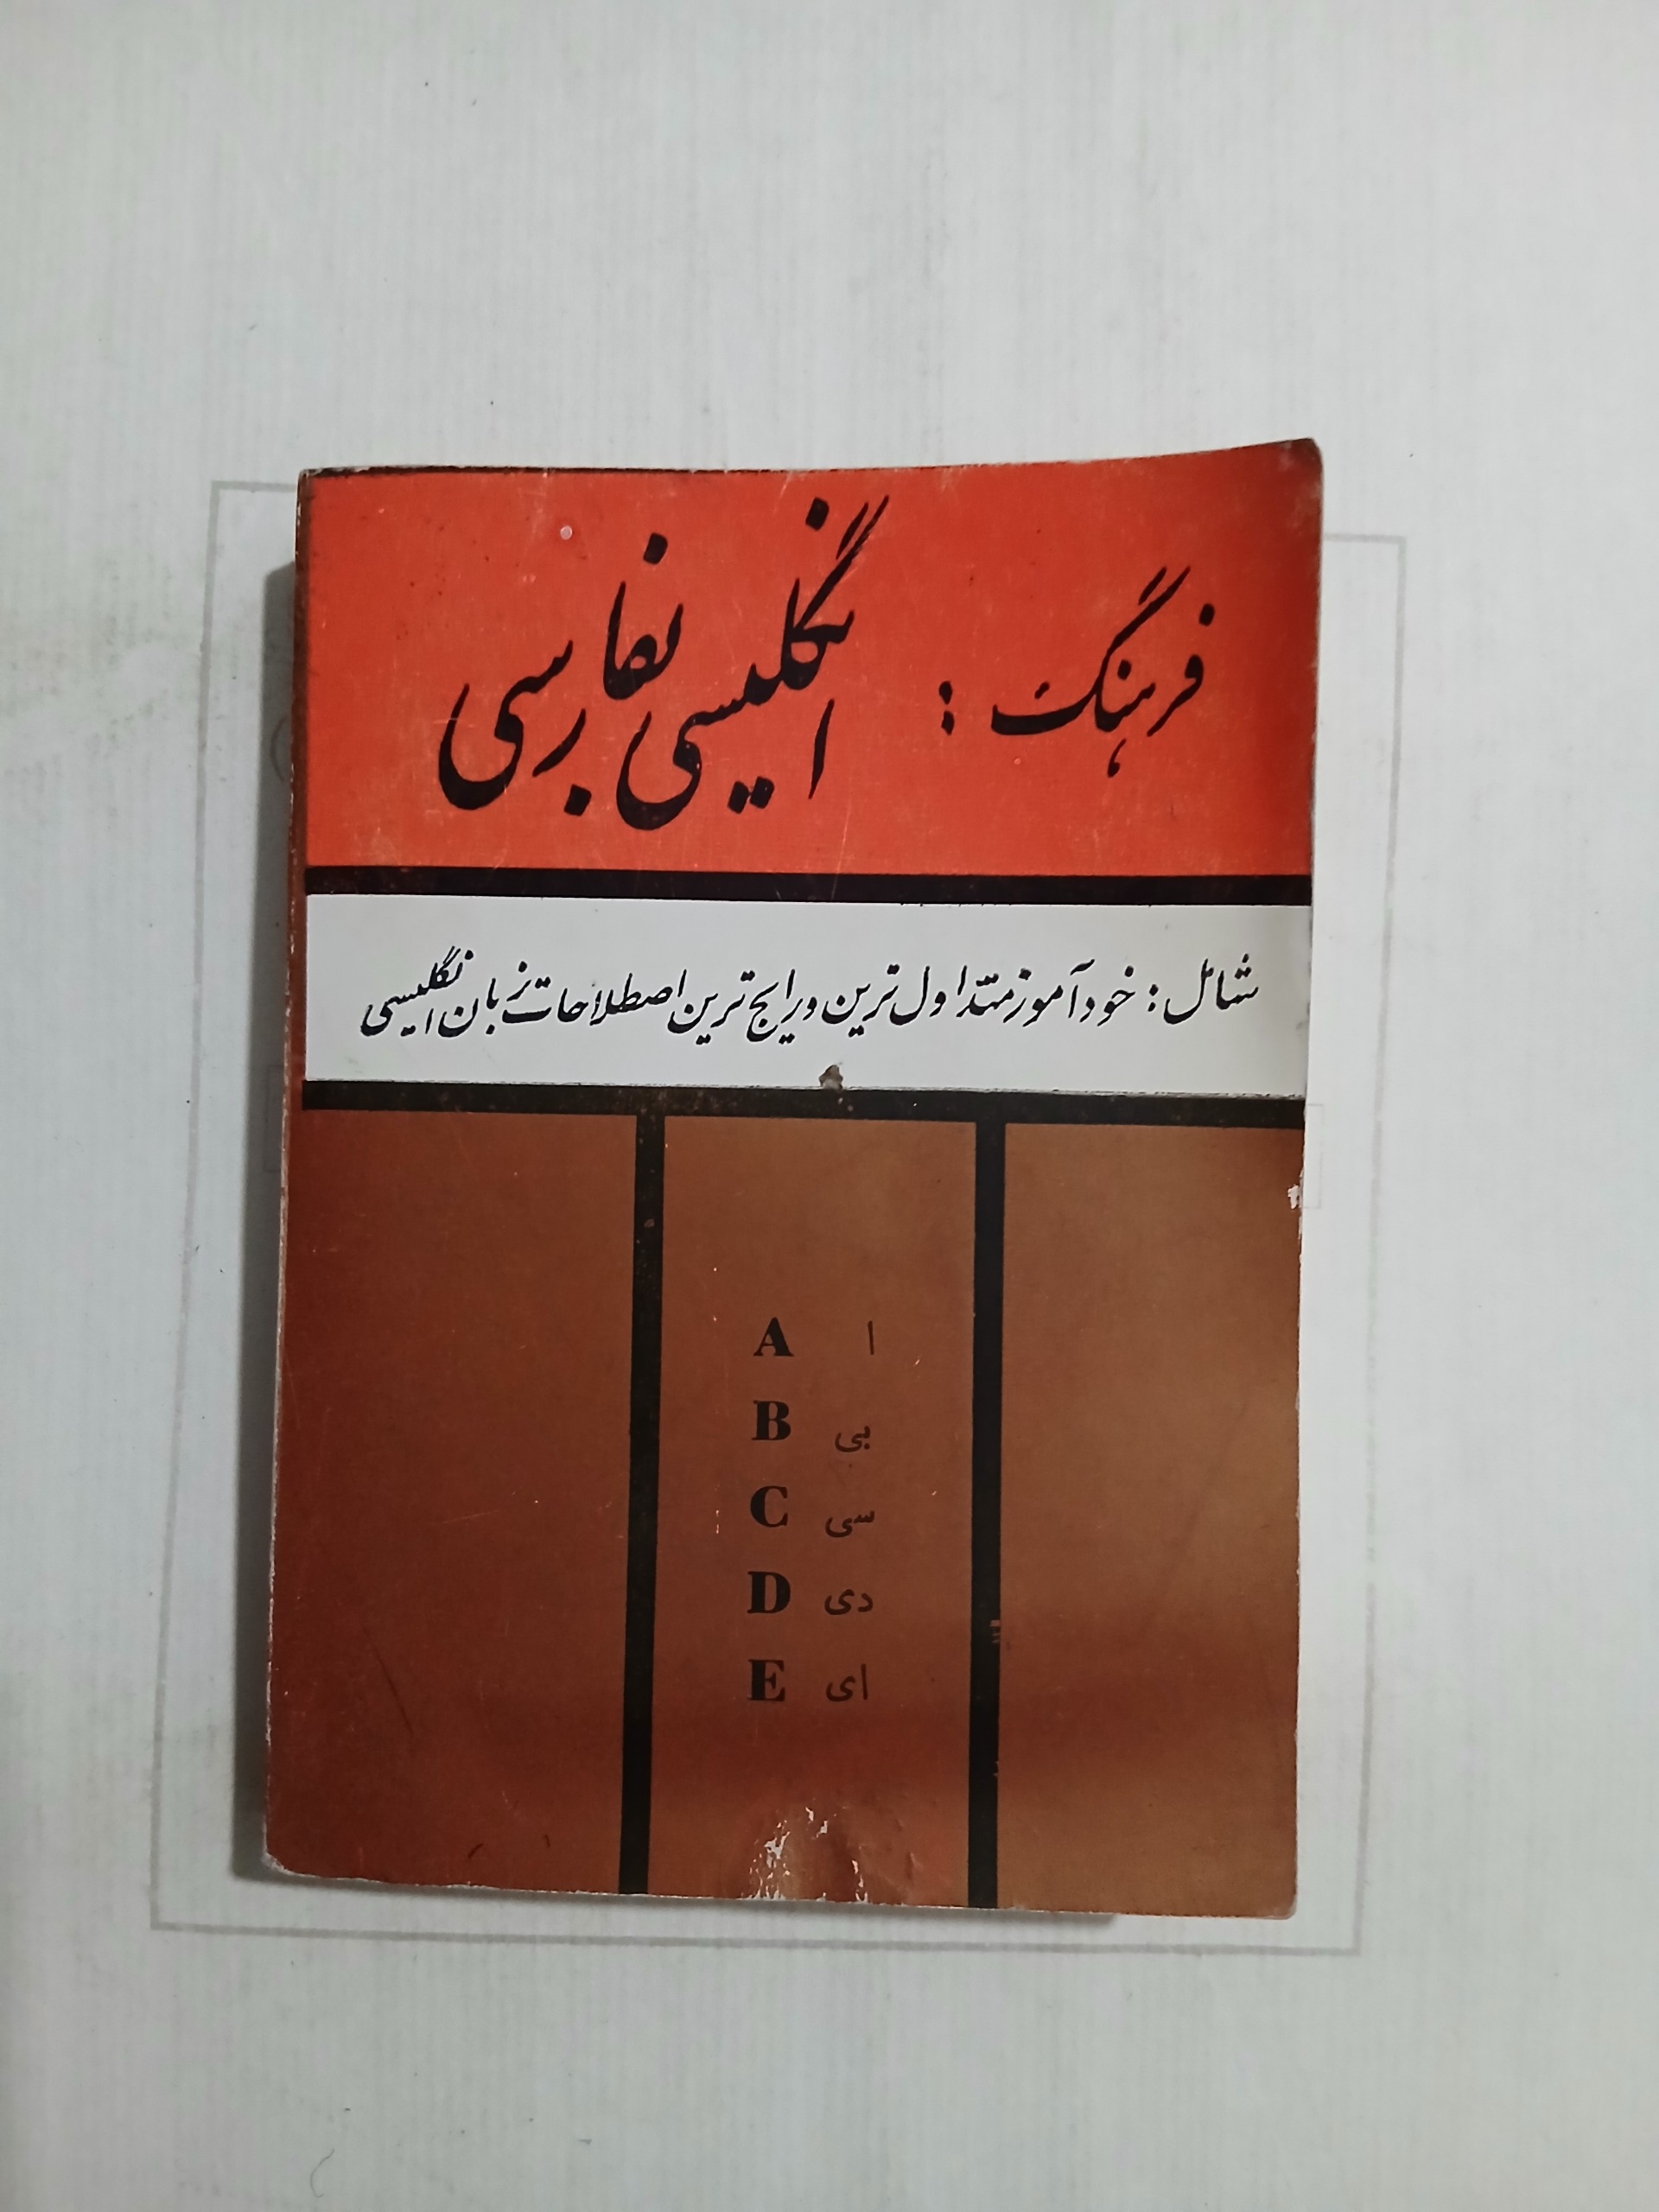 فرهنگ : انگلیسی بفارسی
شامل : خودآموز متداول ترین و رایج ترین اصطلاحات زبان انگلیسی
A ا
B بی
C سی
D دی
E ای